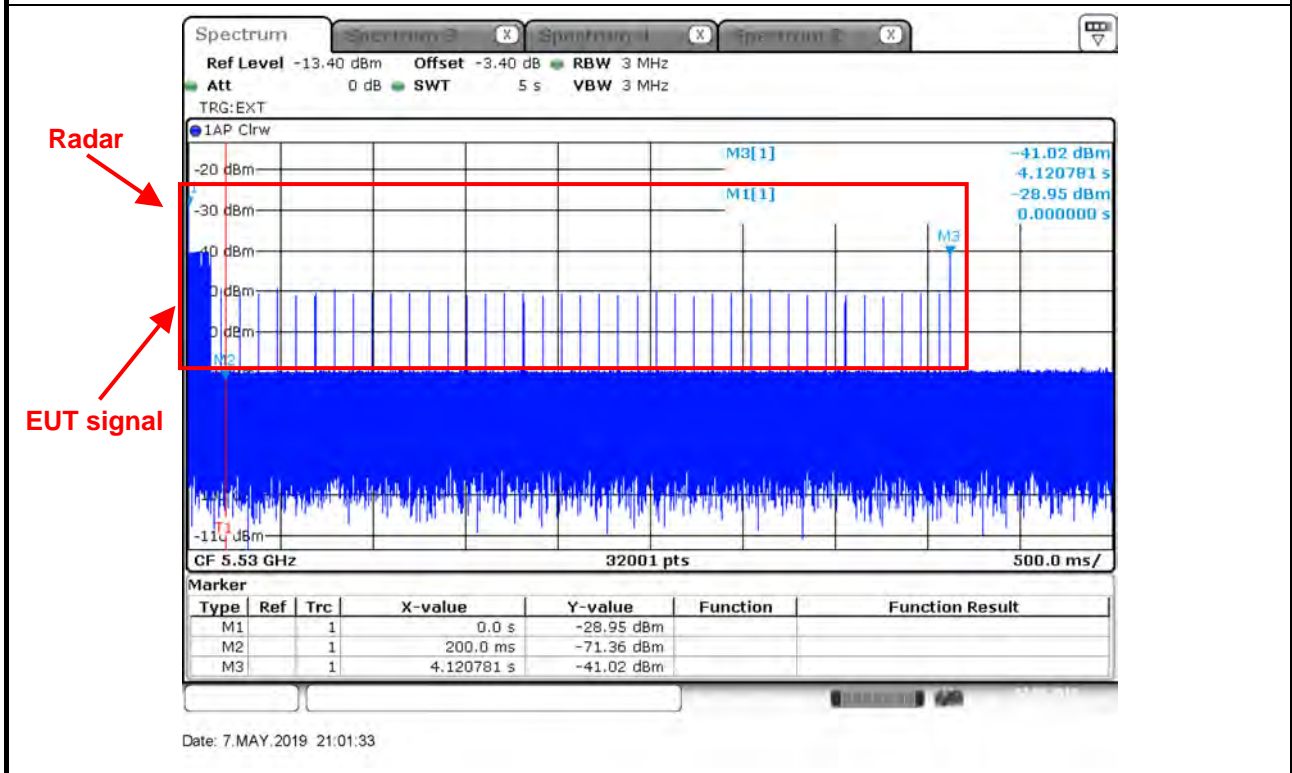 Spectrum
X
X
X
Ref Level -13.40 dBm Offset -3.40 dB RBW 3 MHz
Att 0 dB SWT 5 s VBW 3 MHz
TRG:EXT
1AP Clrw
Radar
M3[1] -41.02 dBm
4.120781 s
-20 dBm
M1[1] -28.95 dBm
0.000000 s
-30 dBm
M3
-40 dBm
0 dBm
0 dBm
M2
EUT signal
T1
-110 dBm
CF 5.53 GHz 32001 pts 500.0 ms/
Marker
Type Ref Trc X-value Y-value Function Function Result
M1 1 0.0 s -28.95 dBm
M2 1 200.0 ms -71.36 dBm
M3 1 4.120781 s -41.02 dBm
Date: 7.MAY.2019 21:01:33